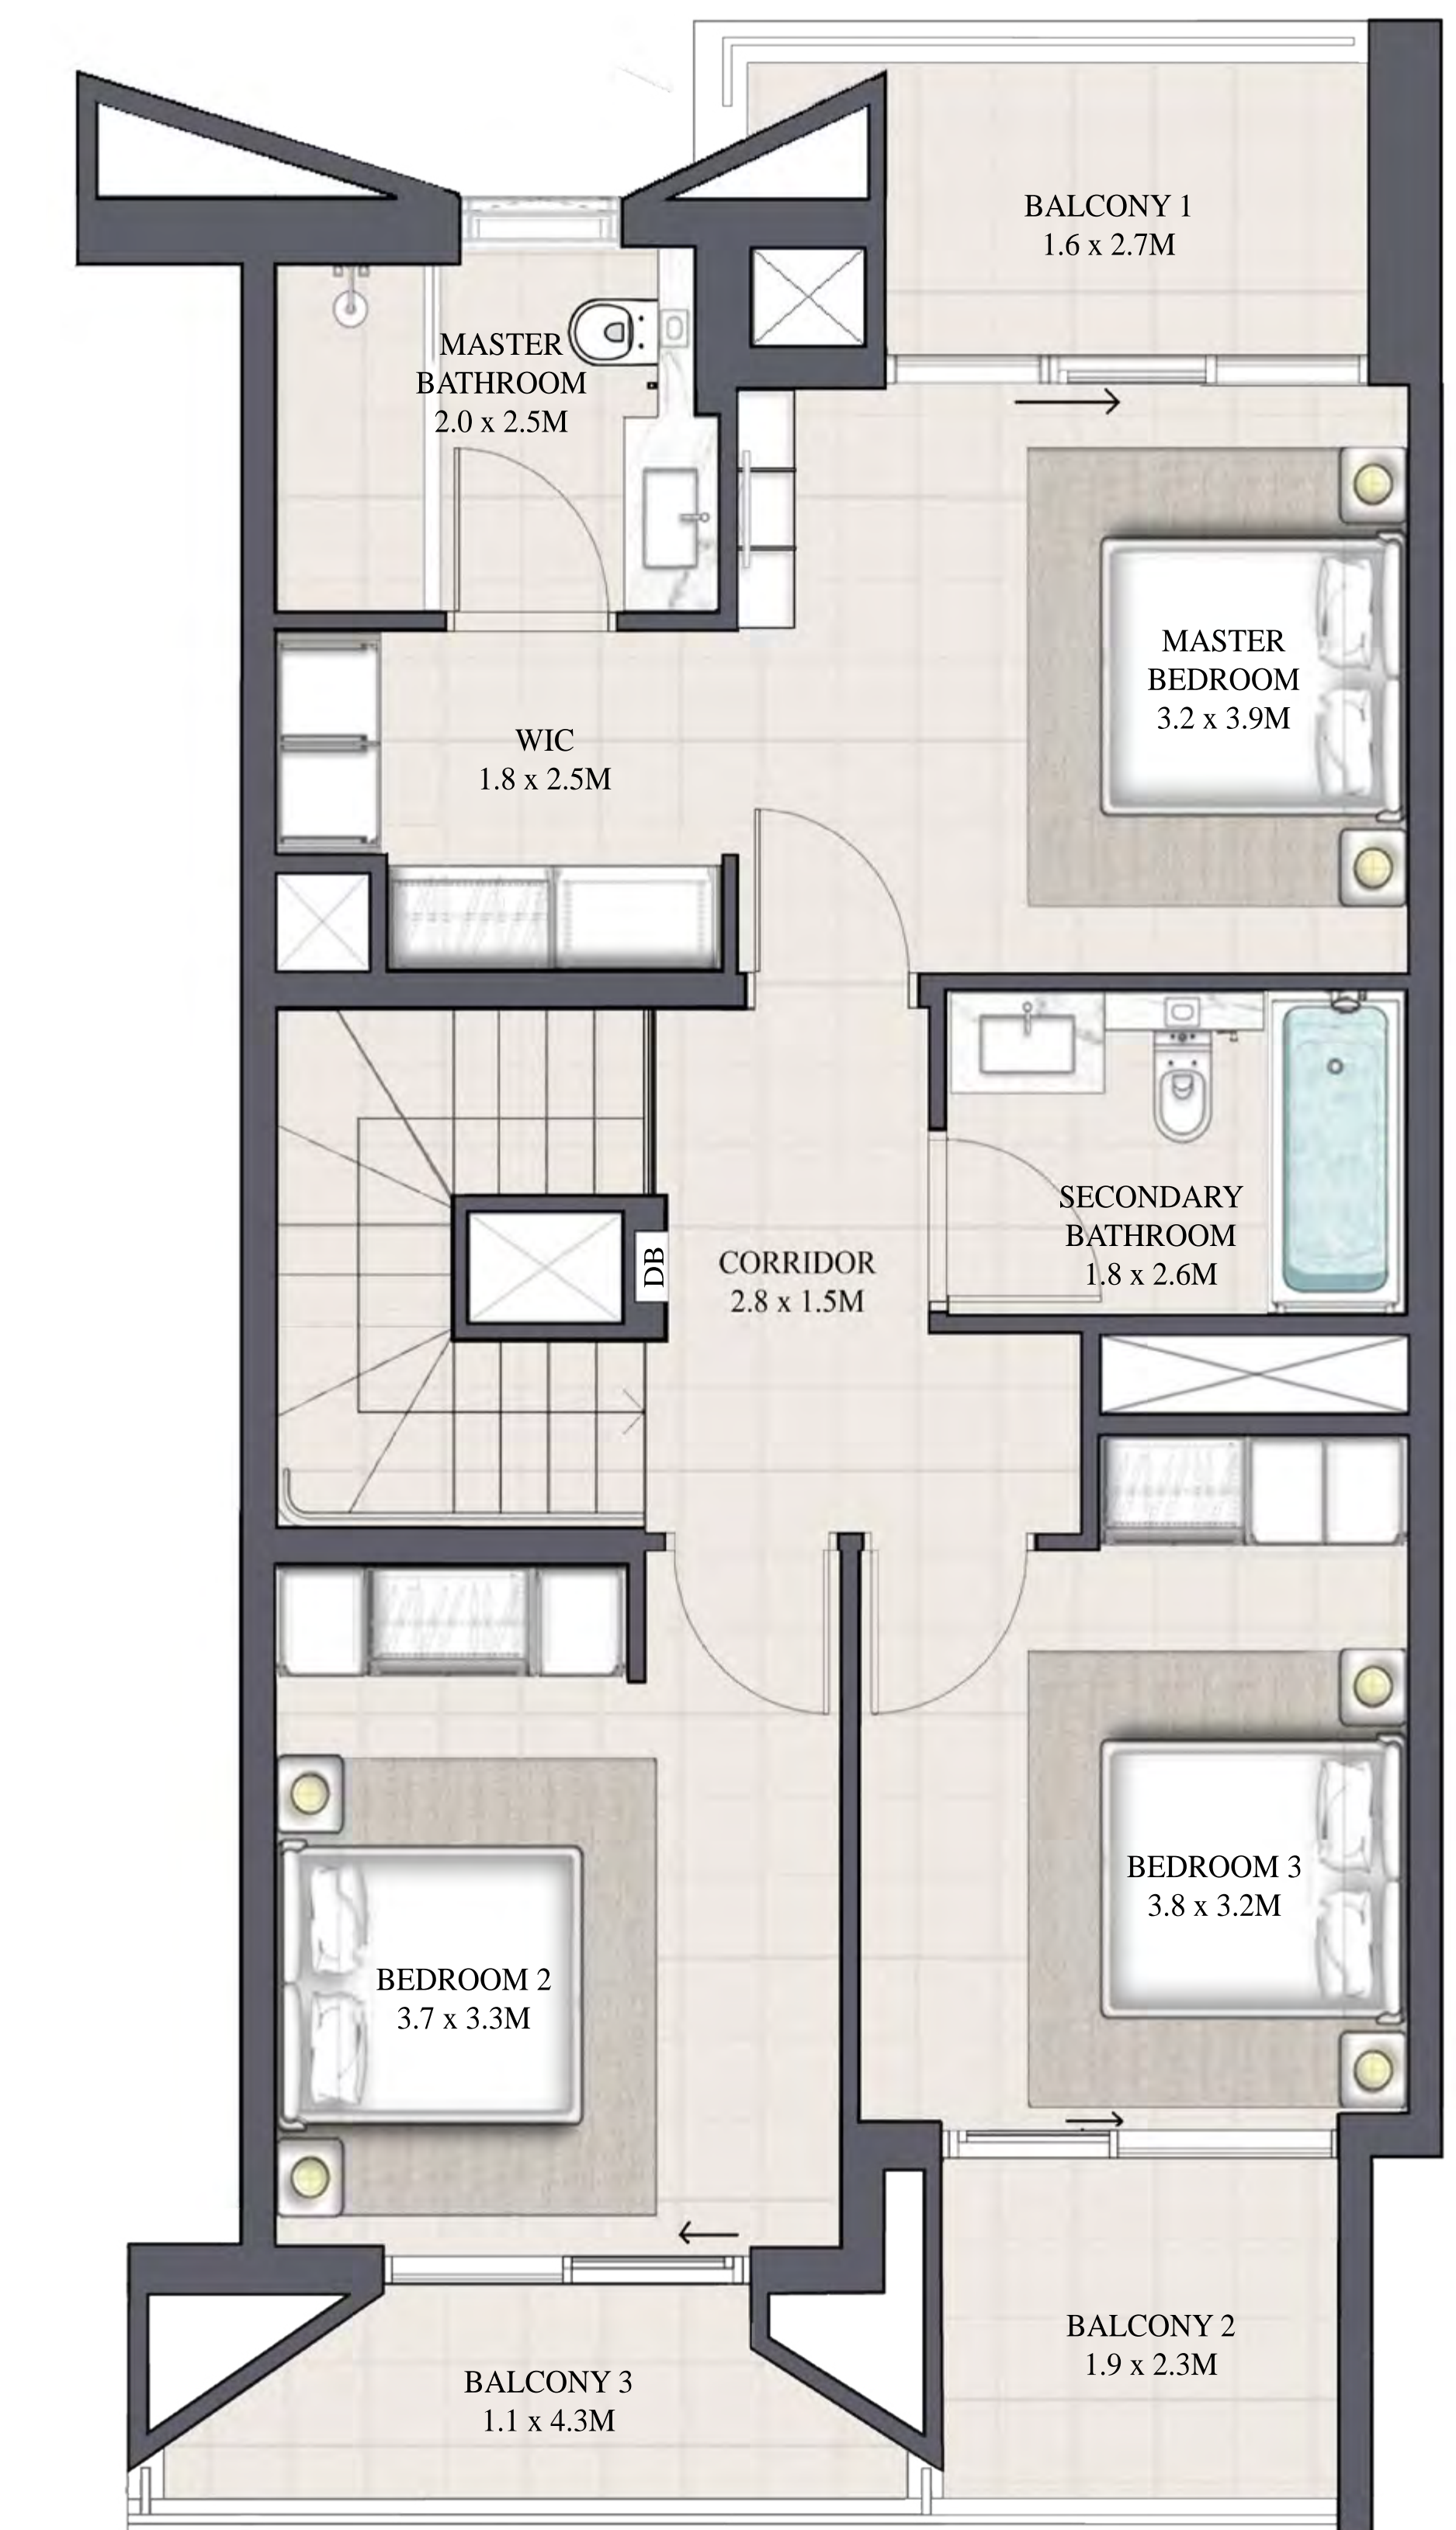 BALCONY 1
1.6 x 2.7M
MASTER
BATHROOM
2.0 x 2.5M
MASTER
BEDROOM
3.2 x 3.9M
WIC
1.8 x 2.5M
SECONDARY
BATHROOM
1.8 x 2.6M
DB
CORRIDOR
2.8 x 1.5M
BEDROOM 3
3.8 x 3.2M
BEDROOM 2
3.7 x 3.3M
BALCONY 2
1.9 x 2.3M
BALCONY 3
1.1 x 4.3M